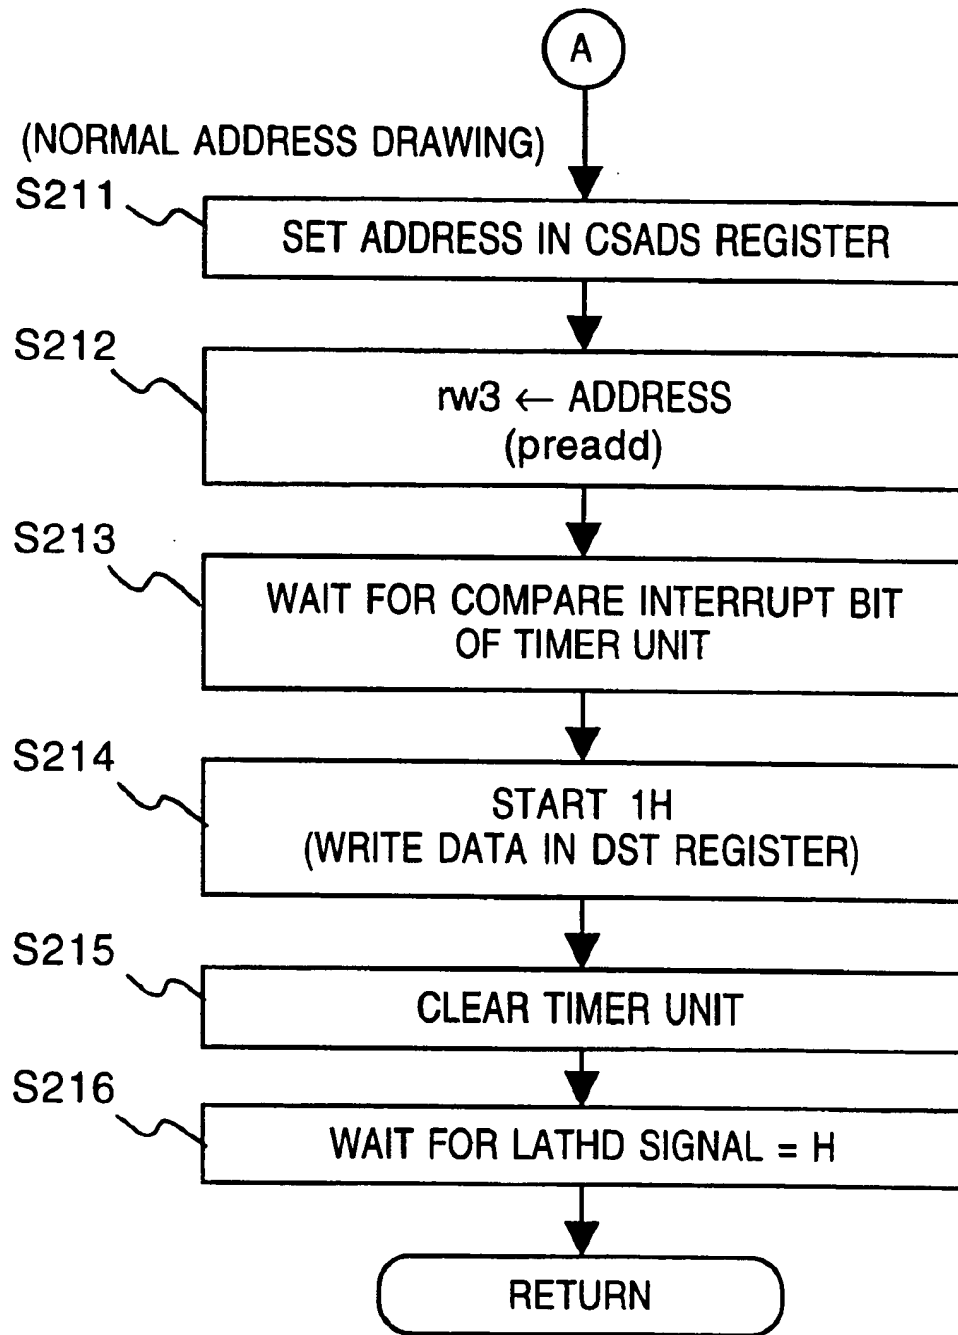 A
(NORMAL ADDRESS DRAWING)
S211
SET ADDRESS IN CSADS REGISTER
S212
rw3 ← ADDRESS
(preadd)
S213
WAIT FOR COMPARE INTERRUPT BIT
OF TIMER UNIT
S214
START 1H
(WRITE DATA IN DST REGISTER)
S215
CLEAR TIMER UNIT
S216
WAIT FOR LATHD SIGNAL = H
RETURN